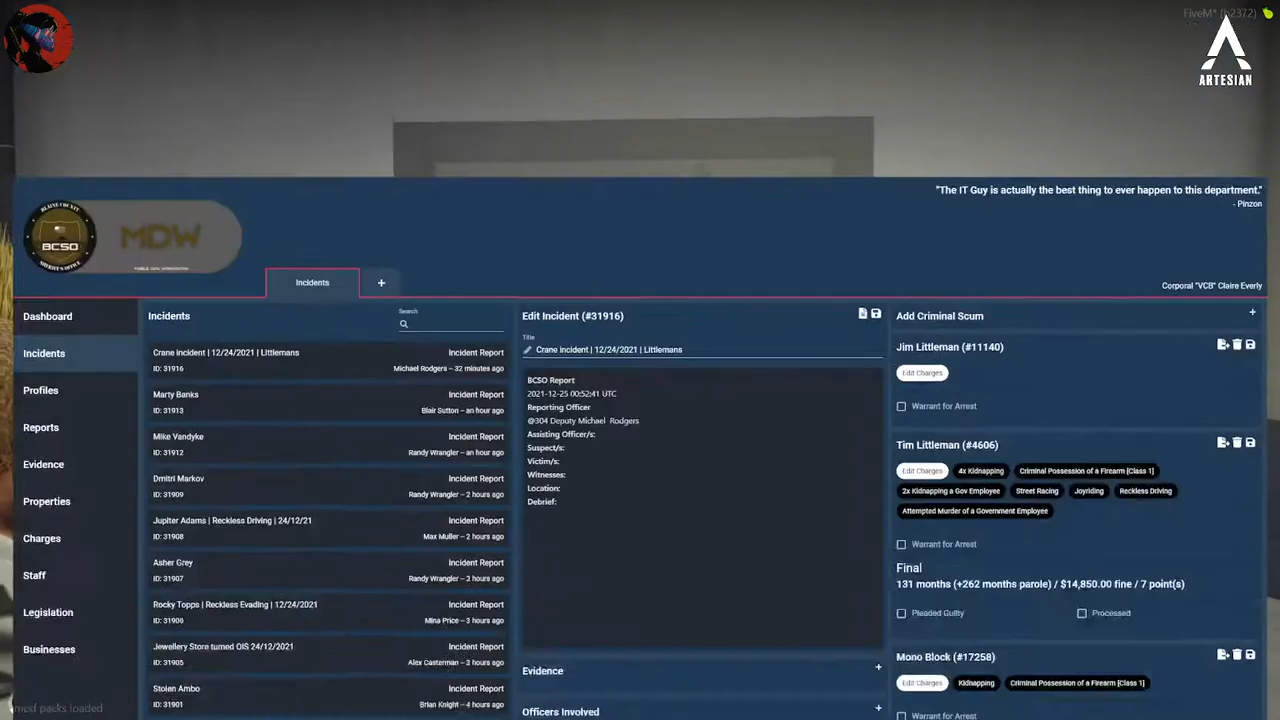 FiveM* (b2372)
ARTESIAN
"The IT Guy is actually the best thing to ever happen to this department."
- Pinzon
BLAINE COUNTY
BCSO
SHERIFF'S OFFICE
MDW
Incidents
+
Corporal "VCB" Claire Everly
Dashboard
Incidents
Profiles
Reports
Evidence
Properties
Charges
Staff
Legislation
Businesses
Incidents
Search
Crane incident | 12/24/2021 | Littlemans
Incident Report
ID: 31916
Michael Rodgers – 32 minutes ago
Marty Banks
Incident Report
ID: 31913
Blair Sutton – an hour ago
Mike Vandyke
Incident Report
ID: 31912
Randy Wrangler – an hour ago
Dmitri Markov
Incident Report
ID: 31909
Randy Wrangler – 2 hours ago
Jupiter Adams | Reckless Driving | 24/12/21
Incident Report
ID: 31908
Max Muller – 2 hours ago
Asher Grey
Incident Report
ID: 31907
Randy Wrangler – 3 hours ago
Rocky Topps | Reckless Evading | 12/24/2021
Incident Report
ID: 31906
Mina Price – 3 hours ago
Jewellery Store turned OIS 24/12/2021
Incident Report
ID: 31905
Alex Casterman – 3 hours ago
Stolen Ambo
Incident Report
ID: 31901
Brian Knight – 4 hours ago
Edit Incident (#31916)
Title
Crane incident | 12/24/2021 | Littlemans
BCSO Report
2021-12-25 00:52:41 UTC
Reporting Officer
@304 Deputy Michael Rodgers
Assisting Officer/s:
Suspect/s:
Victim/s:
Witnesses:
Location:
Debrief:
Evidence
+
Officers Involved
+
Add Criminal Scum
+
Jim Littleman (#11140)
Edit Charges
Warrant for Arrest
Tim Littleman (#4606)
Edit Charges 4x Kidnapping Criminal Possession of a Firearm [Class 1]
2x Kidnapping a Gov Employee Street Racing Joyriding Reckless Driving
Attempted Murder of a Government Employee
Warrant for Arrest
Final
131 months (+262 months parole) / $14,850.00 fine / 7 point(s)
Pleaded Guilty Processed
Mono Block (#17258)
Edit Charges Kidnapping Criminal Possession of a Firearm [Class 1]
Warrant for Arrest
mod packs loaded